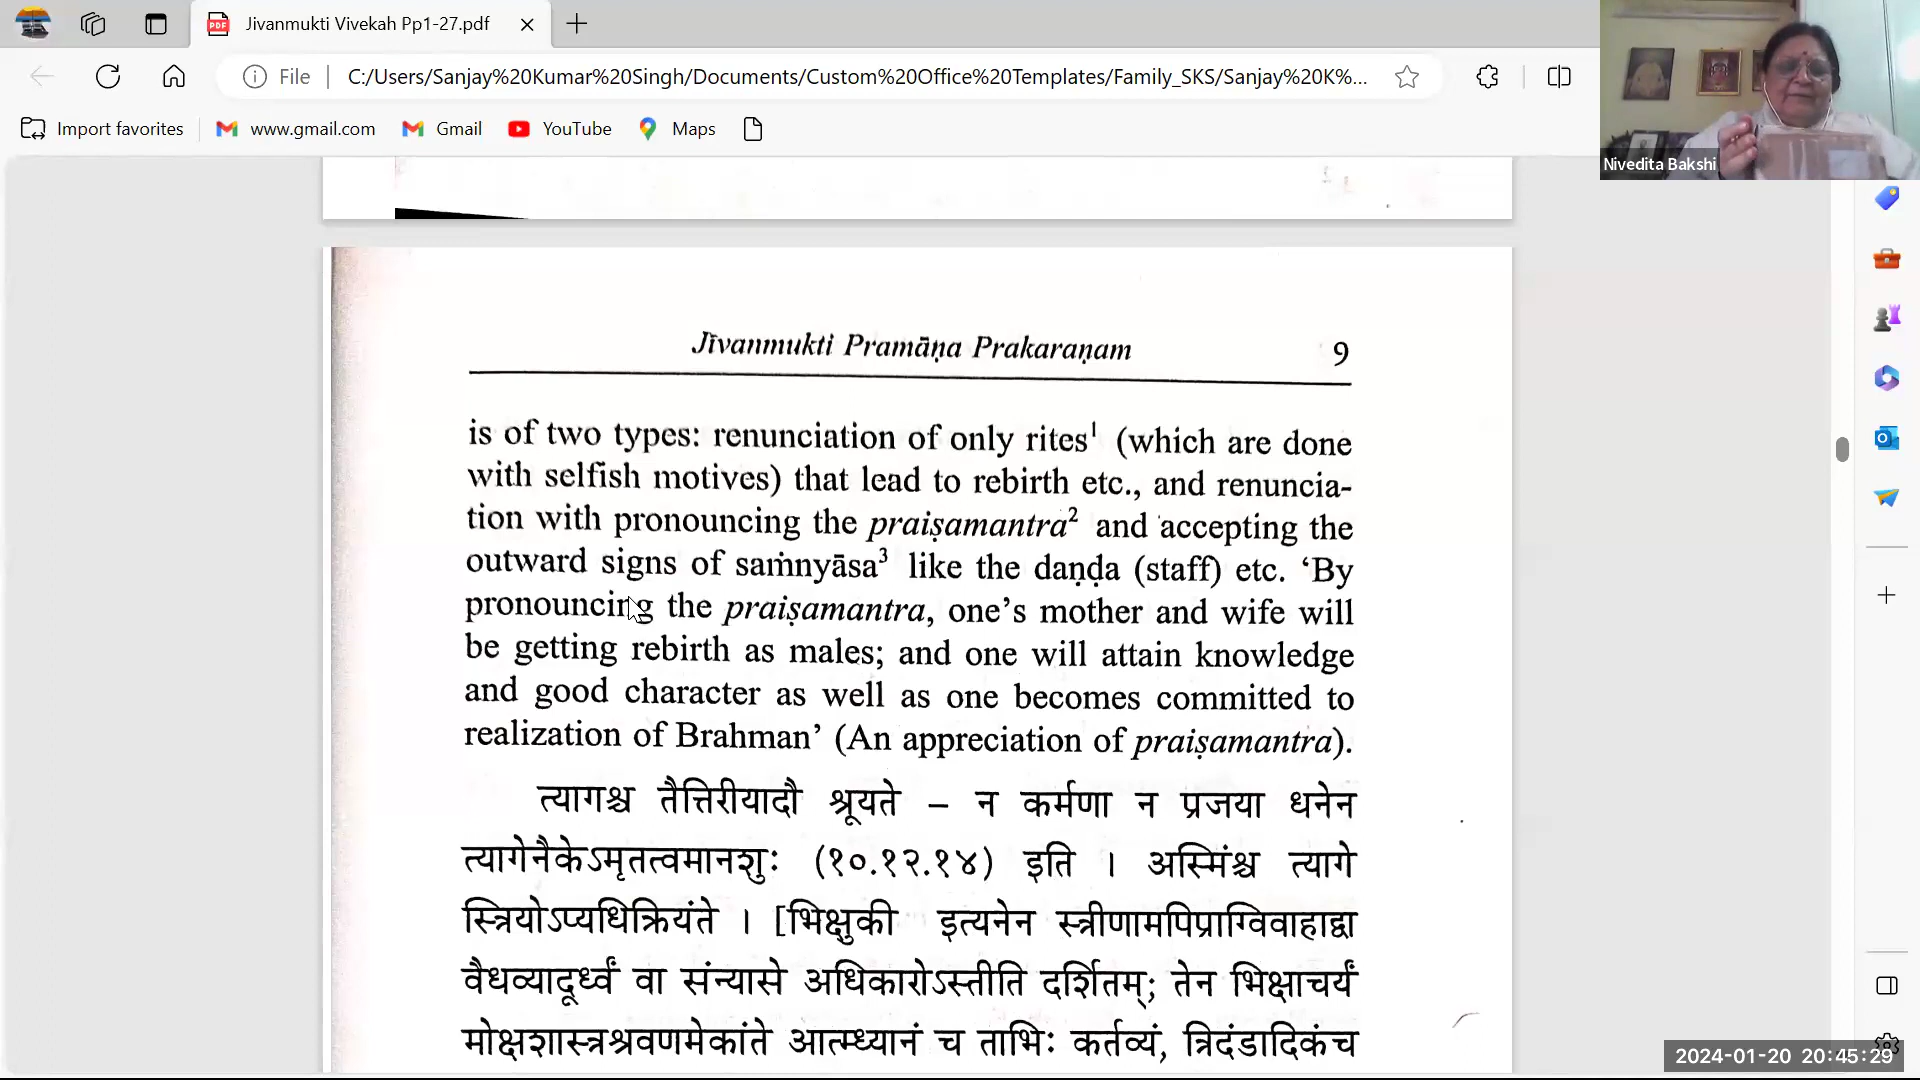 Jivanmukti Vivekah Pp1-27.pdf
File
C:/Users/Sanjay%20Kumar%20Singh/Documents/Custom%20Office%20Templates/Family_SKS/Sanjay%20K%...
Import favorites
www.gmail.com
Gmail
YouTube
Maps
Nivedita Bakshi
Jīvanmukti Pramāṇa Prakaraṇam 9
is of two types: renunciation of only rites¹ (which are done
with selfish motives) that lead to rebirth etc., and renuncia-
tion with pronouncing the praiṣamantra² and accepting the
outward signs of saṁnyāsa³ like the daṇḍa (staff) etc. ‘By
pronouncing the praiṣamantra, one’s mother and wife will
be getting rebirth as males; and one will attain knowledge
and good character as well as one becomes committed to
realization of Brahman’ (An appreciation of praiṣamantra).
त्यागश्च तैत्तिरीयादौ श्रूयते – न कर्मणा न प्रजया धनेन
त्यागेनैकेऽमृतत्वमानशुः (१०.१२.१४) इति । अस्मिंश्च त्यागे
स्त्रियोऽप्यधिक्रियंते । [भिक्षुकी इत्यनेन स्त्रीणामपिप्राग्विवाहाद्वा
वैधव्यादूर्ध्वं वा संन्यासे अधिकारोऽस्तीति दर्शितम्; तेन भिक्षाचर्यं
मोक्षशास्त्रश्रवणमेकांते आत्मध्यानं च ताभिः कर्तव्यं, त्रिदंडादिकंच
2024-01-20 20:45:29